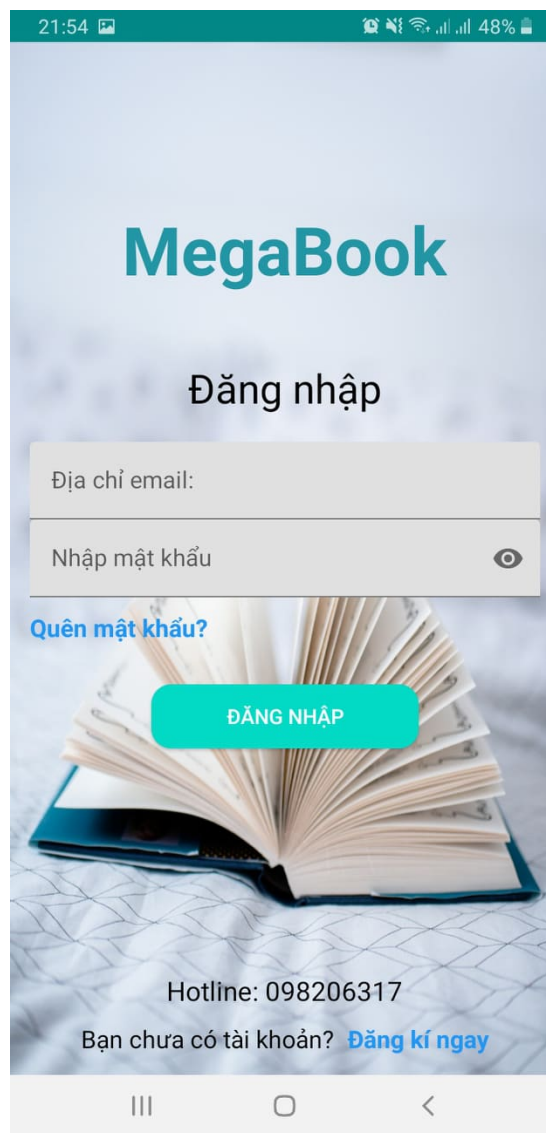 21:54 48%
MegaBook
Đăng nhập
Địa chỉ email:
Nhập mật khẩu
Quên mật khẩu?
ĐĂNG NHẬP
Hotline: 098206317
Bạn chưa có tài khoản? Đăng kí ngay